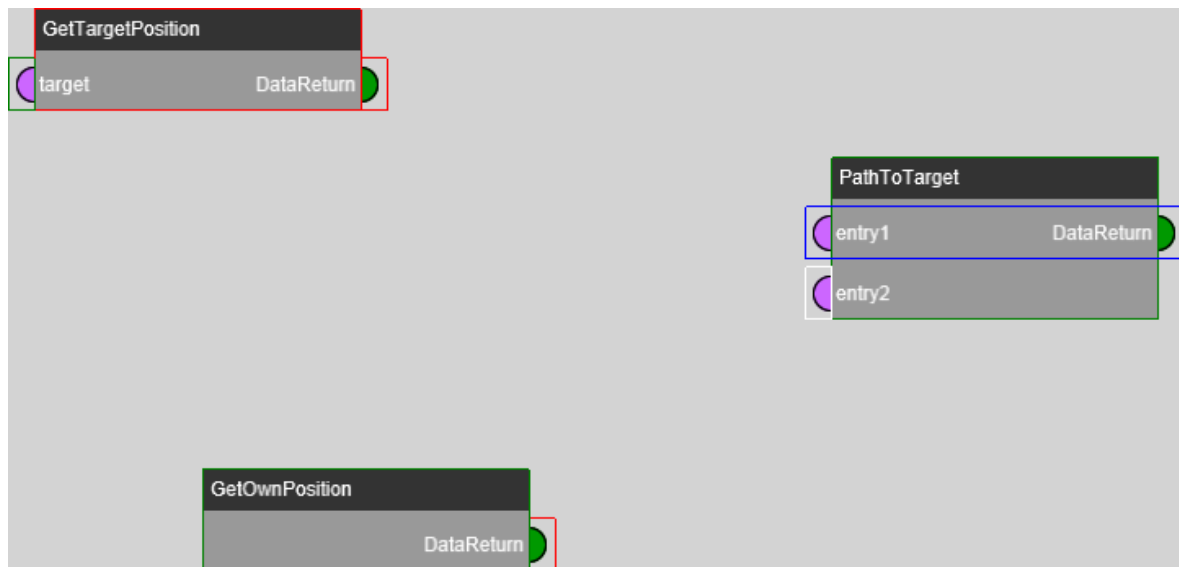 GetTargetPosition
target DataReturn
PathToTarget
entry1 DataReturn
entry2
GetOwnPosition
DataReturn